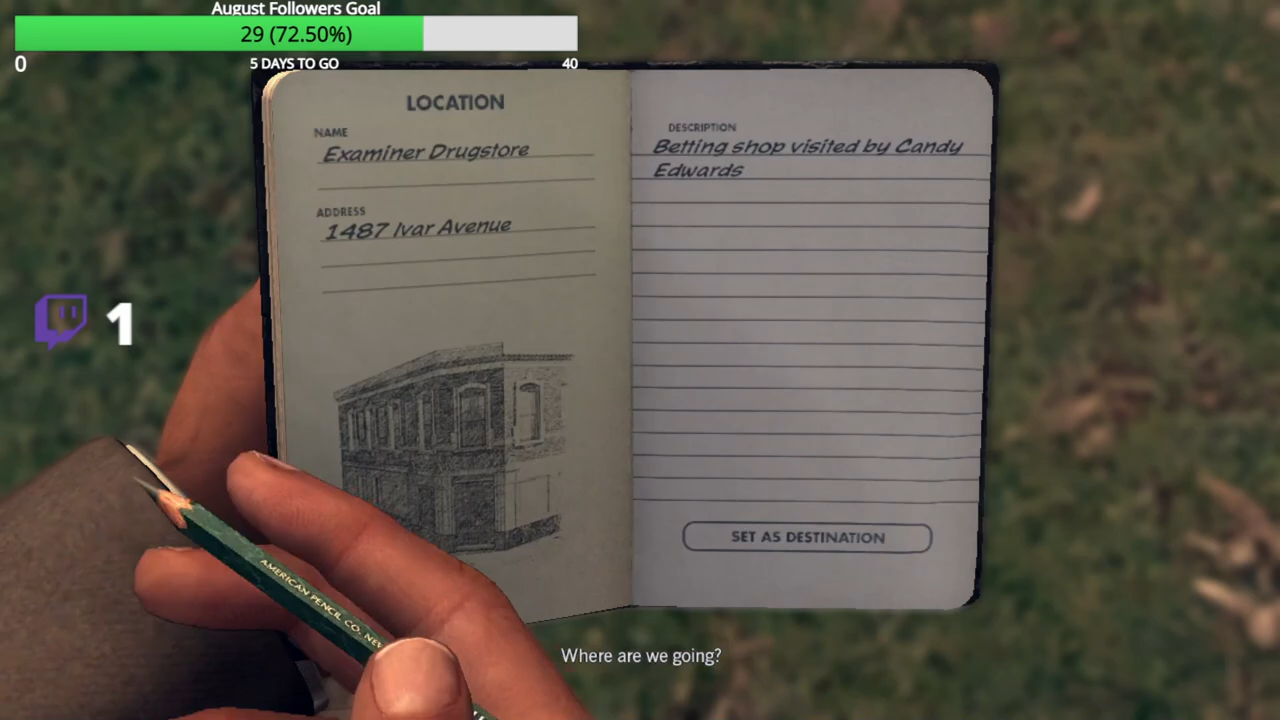 August Followers Goal
29 (72.50%)
0
5 DAYS TO GO
40
LOCATION
NAME
Examiner Drugstore
ADDRESS
1487 Ivar Avenue
DESCRIPTION
Betting shop visited by Candy
Edwards
SET AS DESTINATION
1
AMERICAN PENCIL CO.
Where are we going?